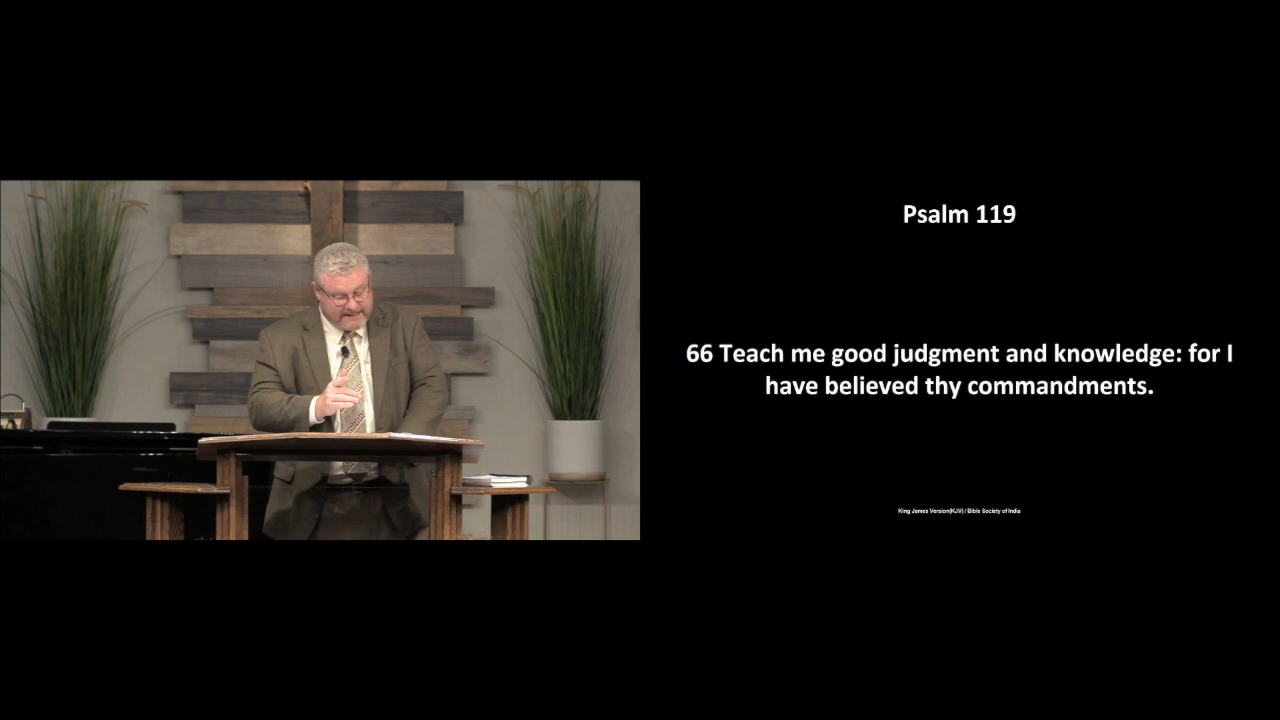 Psalm 119
66 Teach me good judgment and knowledge: for I
have believed thy commandments.
King James Version(KJV) / Bible Society of India